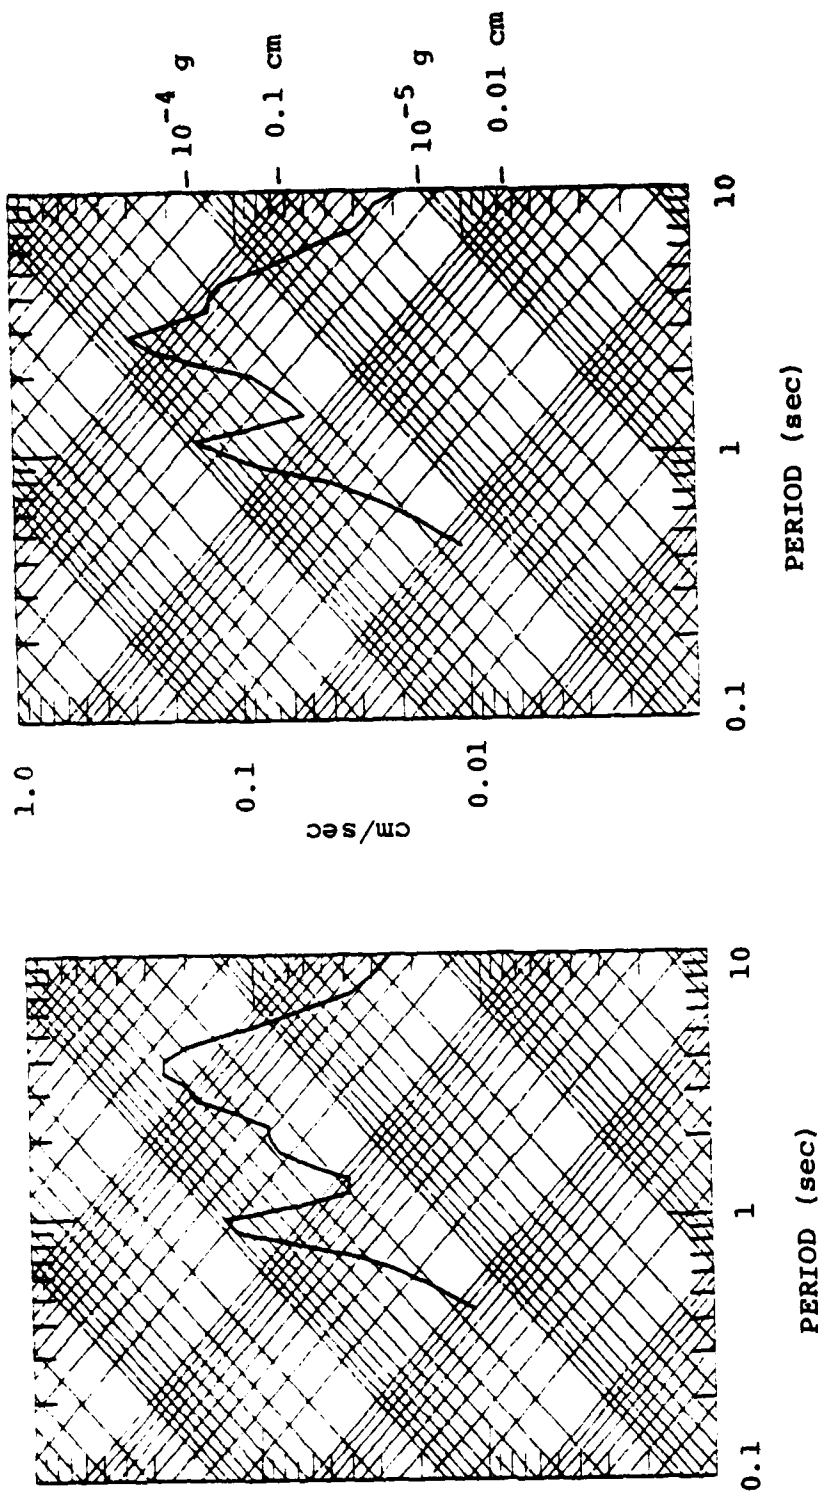 10⁻⁴ g
0.1 cm
10⁻⁵ g
0.01 cm
10
1
0.1
PERIOD (sec)
1.0
0.1
0.01
cm/sec
10
1
0.1
PERIOD (sec)